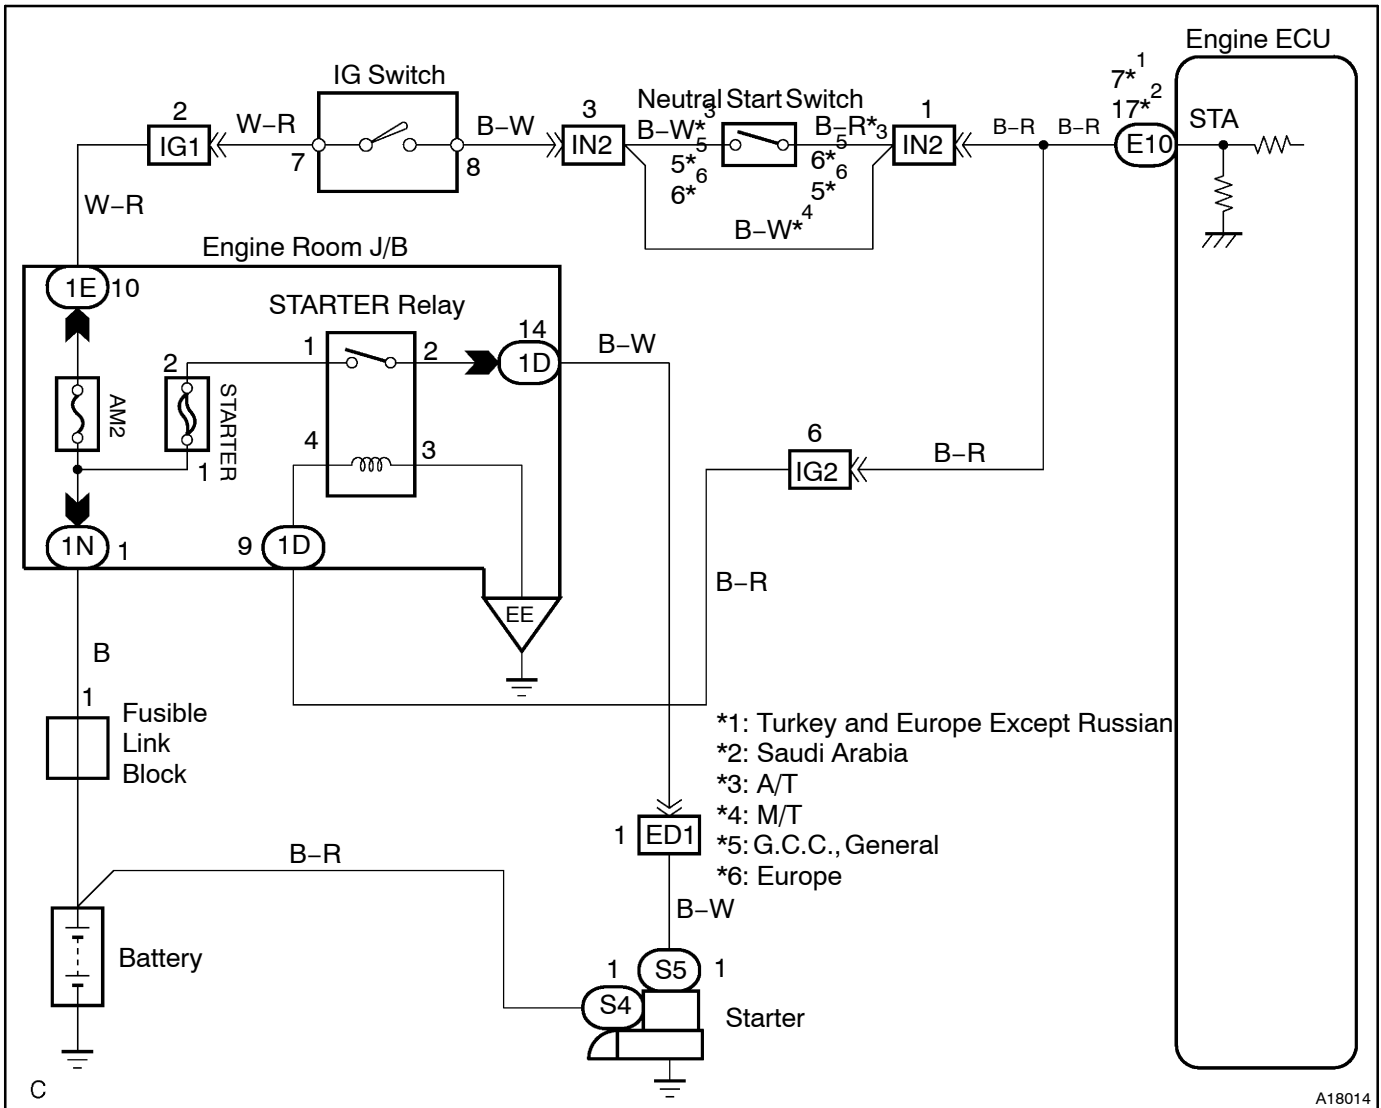 Engine ECU
IG Switch
7*1
17*2
2
W–R
B–W
3
Neutral Start Switch
B–W*3
B–R*3
1
B–R
B–R
STA
IG1
IN2
IN2
E10
7
8
5*5
6*6
6*5
5*6
B–W*4
W–R
Engine Room J/B
1E
10
STARTER Relay
14
1
2
1D
B–W
2
AM2
STARTER
4
3
6
1
IG2
B–R
1N
1
9
1D
B–R
EE
B
1
Fusible
Link
Block
*1: Turkey and Europe Except Russian
*2: Saudi Arabia
*3: A/T
*4: M/T
*5: G.C.C., General
*6: Europe
1
ED1
B–R
B–W
Battery
1
S5
1
S4
Starter
C
A18014